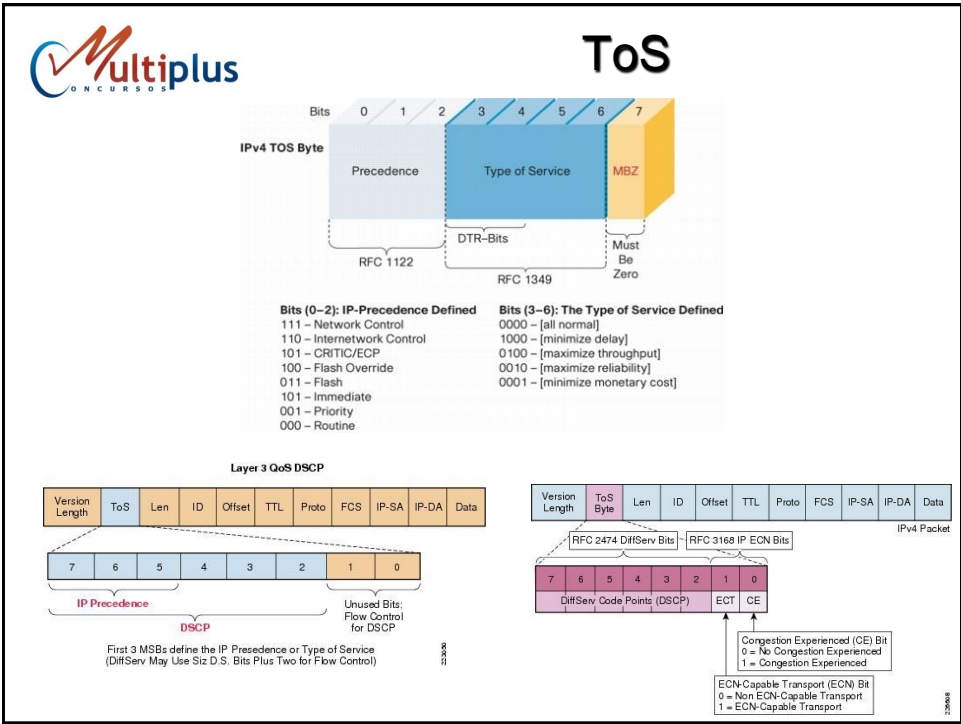 Multiplus
CONCURSOS
ToS
Bits 0 1 2 3 4 5 6 7
IPv4 TOS Byte
Precedence Type of Service MBZ
DTR–Bits
RFC 1122
RFC 1349
Must
Be
Zero
Bits (0–2): IP-Precedence Defined
111 – Network Control
110 – Internetwork Control
101 – CRITIC/ECP
100 – Flash Override
011 – Flash
101 – Immediate
001 – Priority
000 – Routine
Bits (3–6): The Type of Service Defined
0000 – [all normal]
1000 – [minimize delay]
0100 – [maximize throughput]
0010 – [maximize reliability]
0001 – [minimize monetary cost]
Layer 3 QoS DSCP
Version
Length
ToS Len ID Offset TTL Proto FCS IP-SA IP-DA Data
7 6 5 4 3 2 1 0
IP Precedence
DSCP
Unused Bits;
Flow Control
for DSCP
First 3 MSBs define the IP Presedence or Type of Service
(DiffServ May Use Siz D.S. Bits Plus Two for Flow Control)
Version
Length
ToS
Byte
Len ID Offset TTL Proto FCS IP-SA IP-DA Data
IPv4 Packet
RFC 2474 DiffServ Bits
RFC 3168 IP ECN Bits
7 6 5 4 3 2 1 0
DiffServ Code Points (DSCP) ECT CE
Congestion Experienced (CE) Bit
0 = No Congestion Experienced
1 = Congestion Experienced
ECN-Capable Transport (ECN) Bit
0 = Non ECN-Capable Transport
1 = ECN-Capable Transport